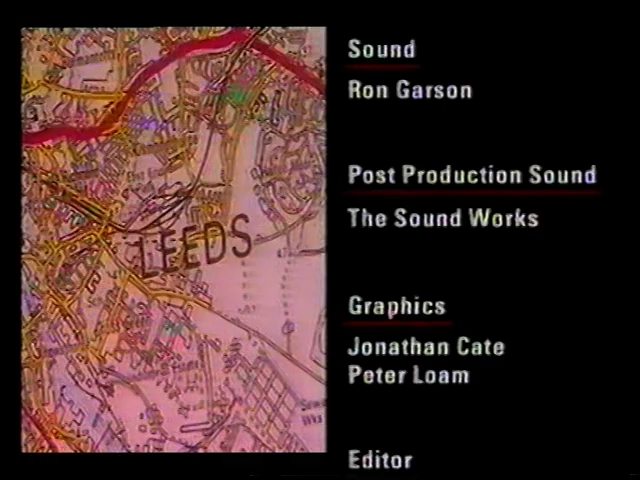 LEEDS
Sound
Ron Garson
Post Production Sound
The Sound Works
Graphics
Jonathan Cate
Peter Loam
Editor